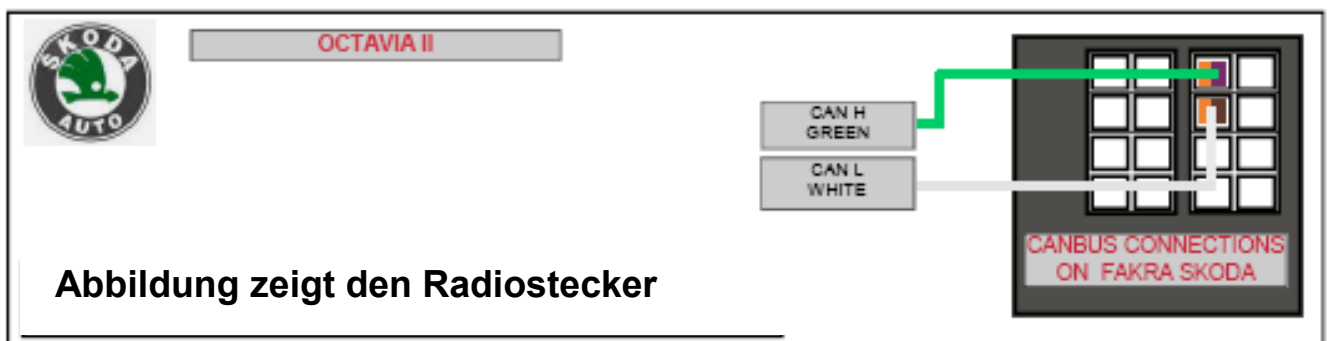 SKODA
AUTO
OCTAVIA II
CAN H
GREEN
CAN L
WHITE
CANBUS CONNECTIONS
ON FAKRA SKODA
Abbildung zeigt den Radiostecker